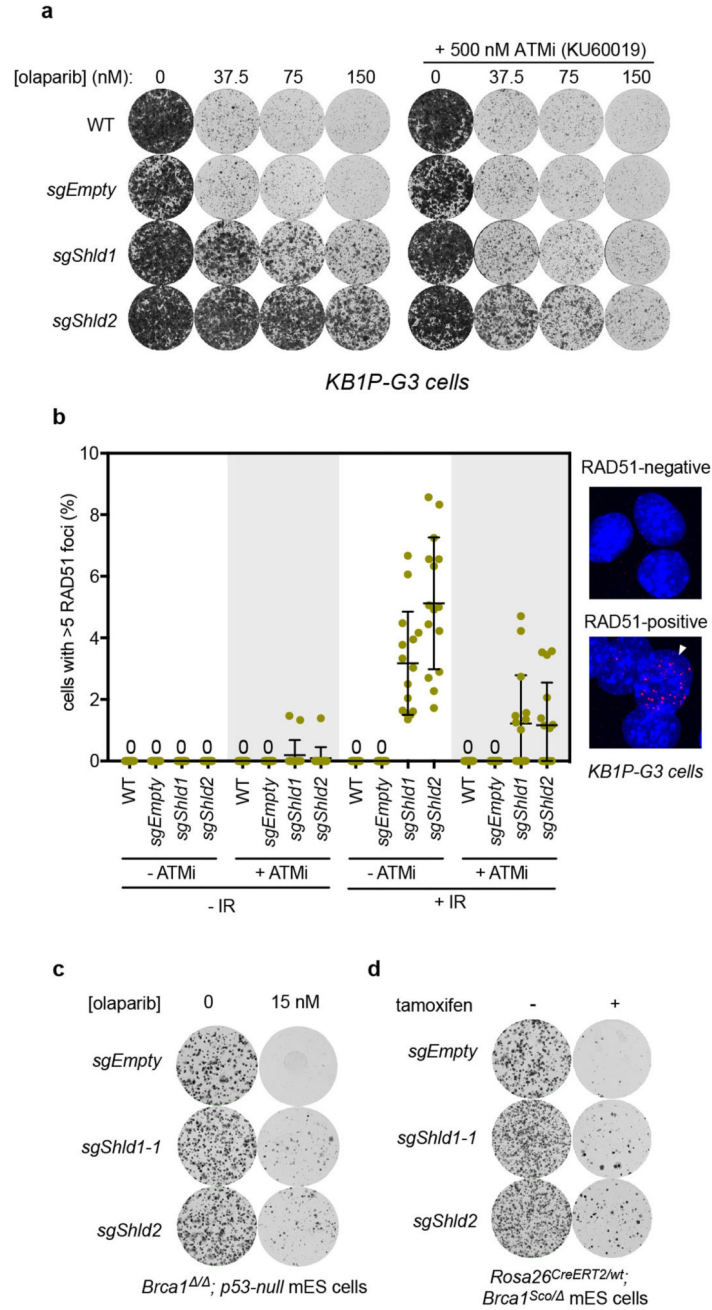 a
+ 500 nM ATMi (KU60019)
[olaparib] (nM): 0 37.5 75 150 0 37.5 75 150
WT
sgEmpty
sgShld1
sgShld2
KB1P-G3 cells
b
cells with >5 RAD51 foci (%)
10
8
6
4
2
0
0 0 0 0 0 0 0 0 0 0
WT sgEmpty sgShld1 sgShld2 WT sgEmpty sgShld1 sgShld2 WT sgEmpty sgShld1 sgShld2 WT sgEmpty sgShld1 sgShld2
- ATMi + ATMi - ATMi + ATMi
- IR + IR
RAD51-negative
RAD51-positive
KB1P-G3 cells
c
[olaparib] 0 15 nM
sgEmpty
sgShld1-1
sgShld2
Brca1Δ/Δ; p53-null mES cells
d
tamoxifen - +
sgEmpty
sgShld1-1
sgShld2
Rosa26CreERT2/wt;
Brca1Sco/Δ mES cells